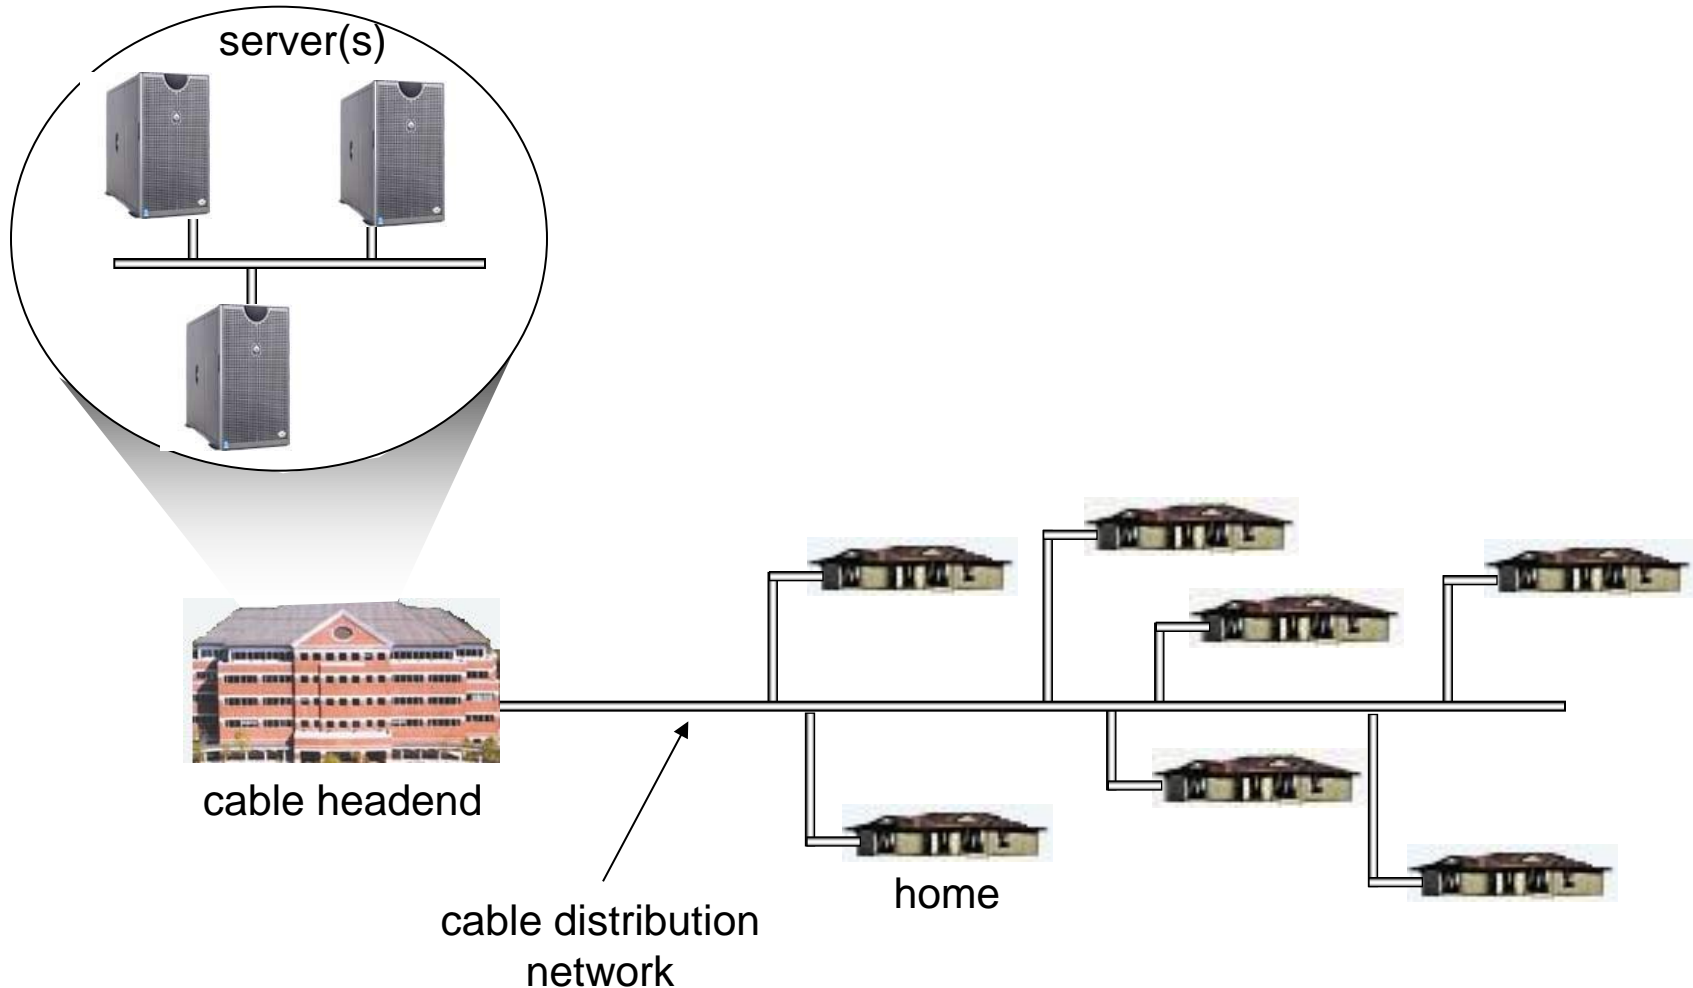 server(s)
cable headend
home
cable distribution
network